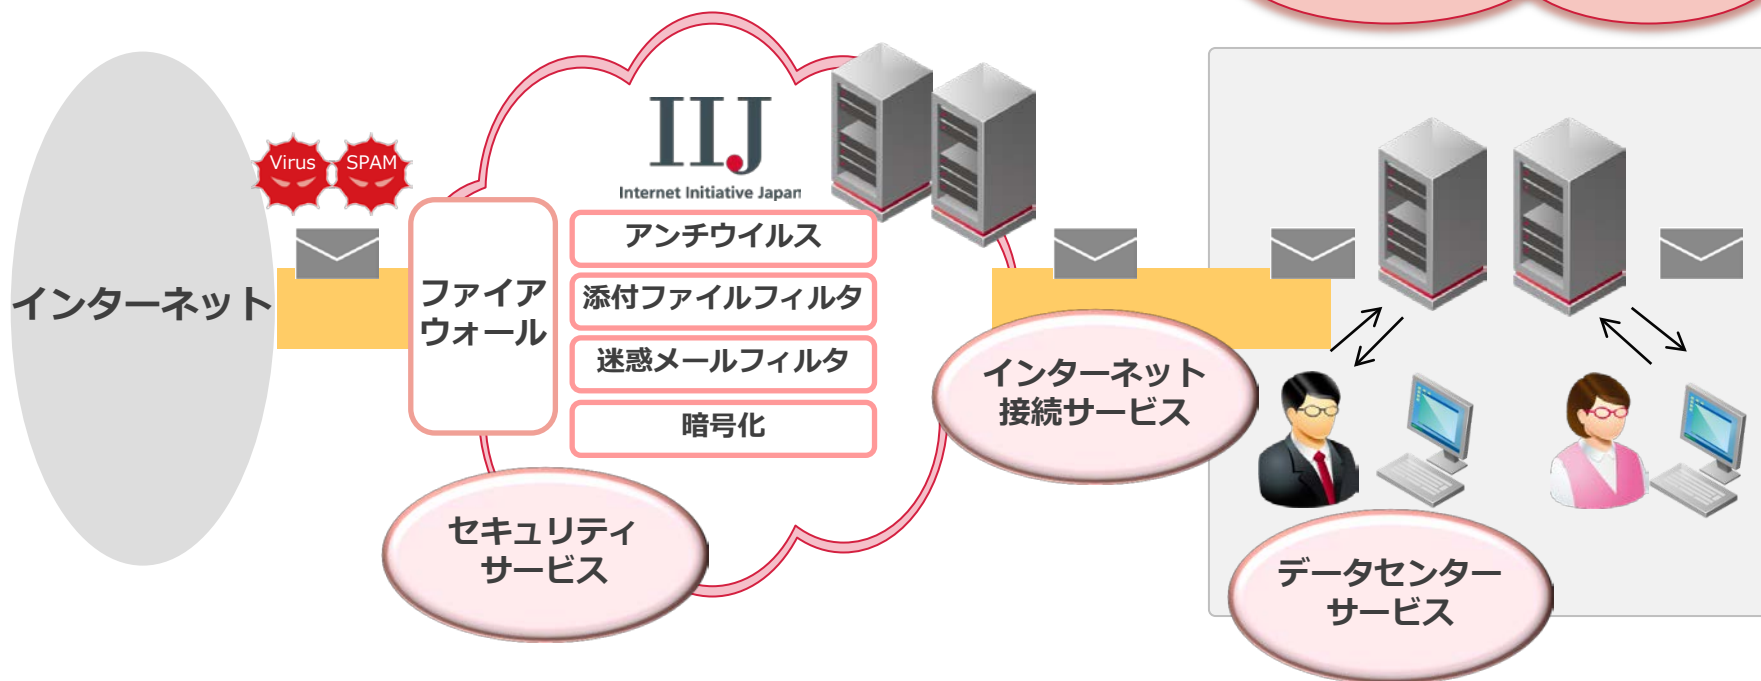 インターネット
Virus
SPAM
ファイア
ウォール
IIJ
Internet Initiative Japan
アンチウイルス
添付ファイルフィルタ
迷惑メールフィルタ
暗号化
セキュリティ
サービス
インターネット
接続サービス
データセンター
サービス